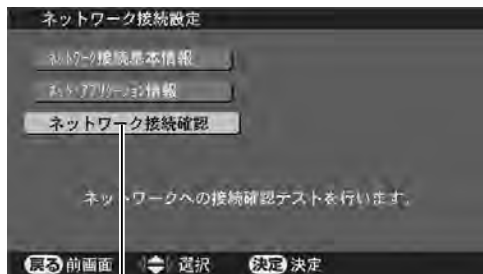 ネットワーク接続設定
ネットワーク接続基本情報
ネット・アプリケーション情報
ネットワーク接続確認
ネットワークへの接続確認テストを行います。
戻る 前画面 選択 決定 決定